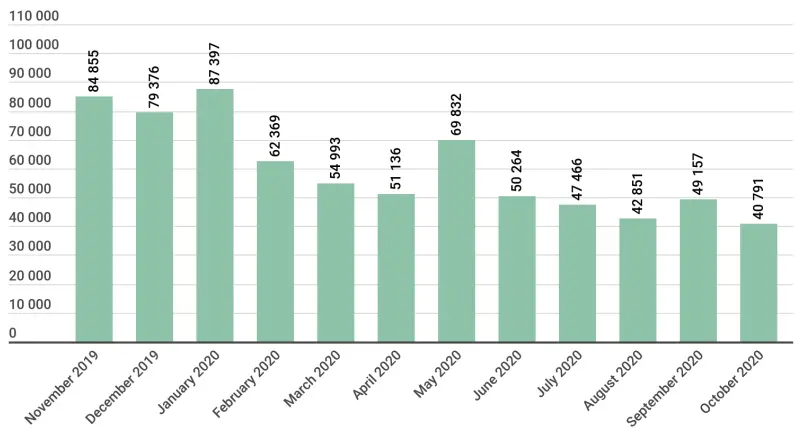 110 000
100 000
90 000
80 000
70 000
60 000
50 000
40 000
30 000
20 000
10 000
0
84 855
79 376
87 397
62 369
54 993
51 136
69 832
50 264
47 466
42 851
49 157
40 791
November 2019
December 2019
January 2020
February 2020
March 2020
April 2020
May 2020
June 2020
July 2020
August 2020
September 2020
October 2020